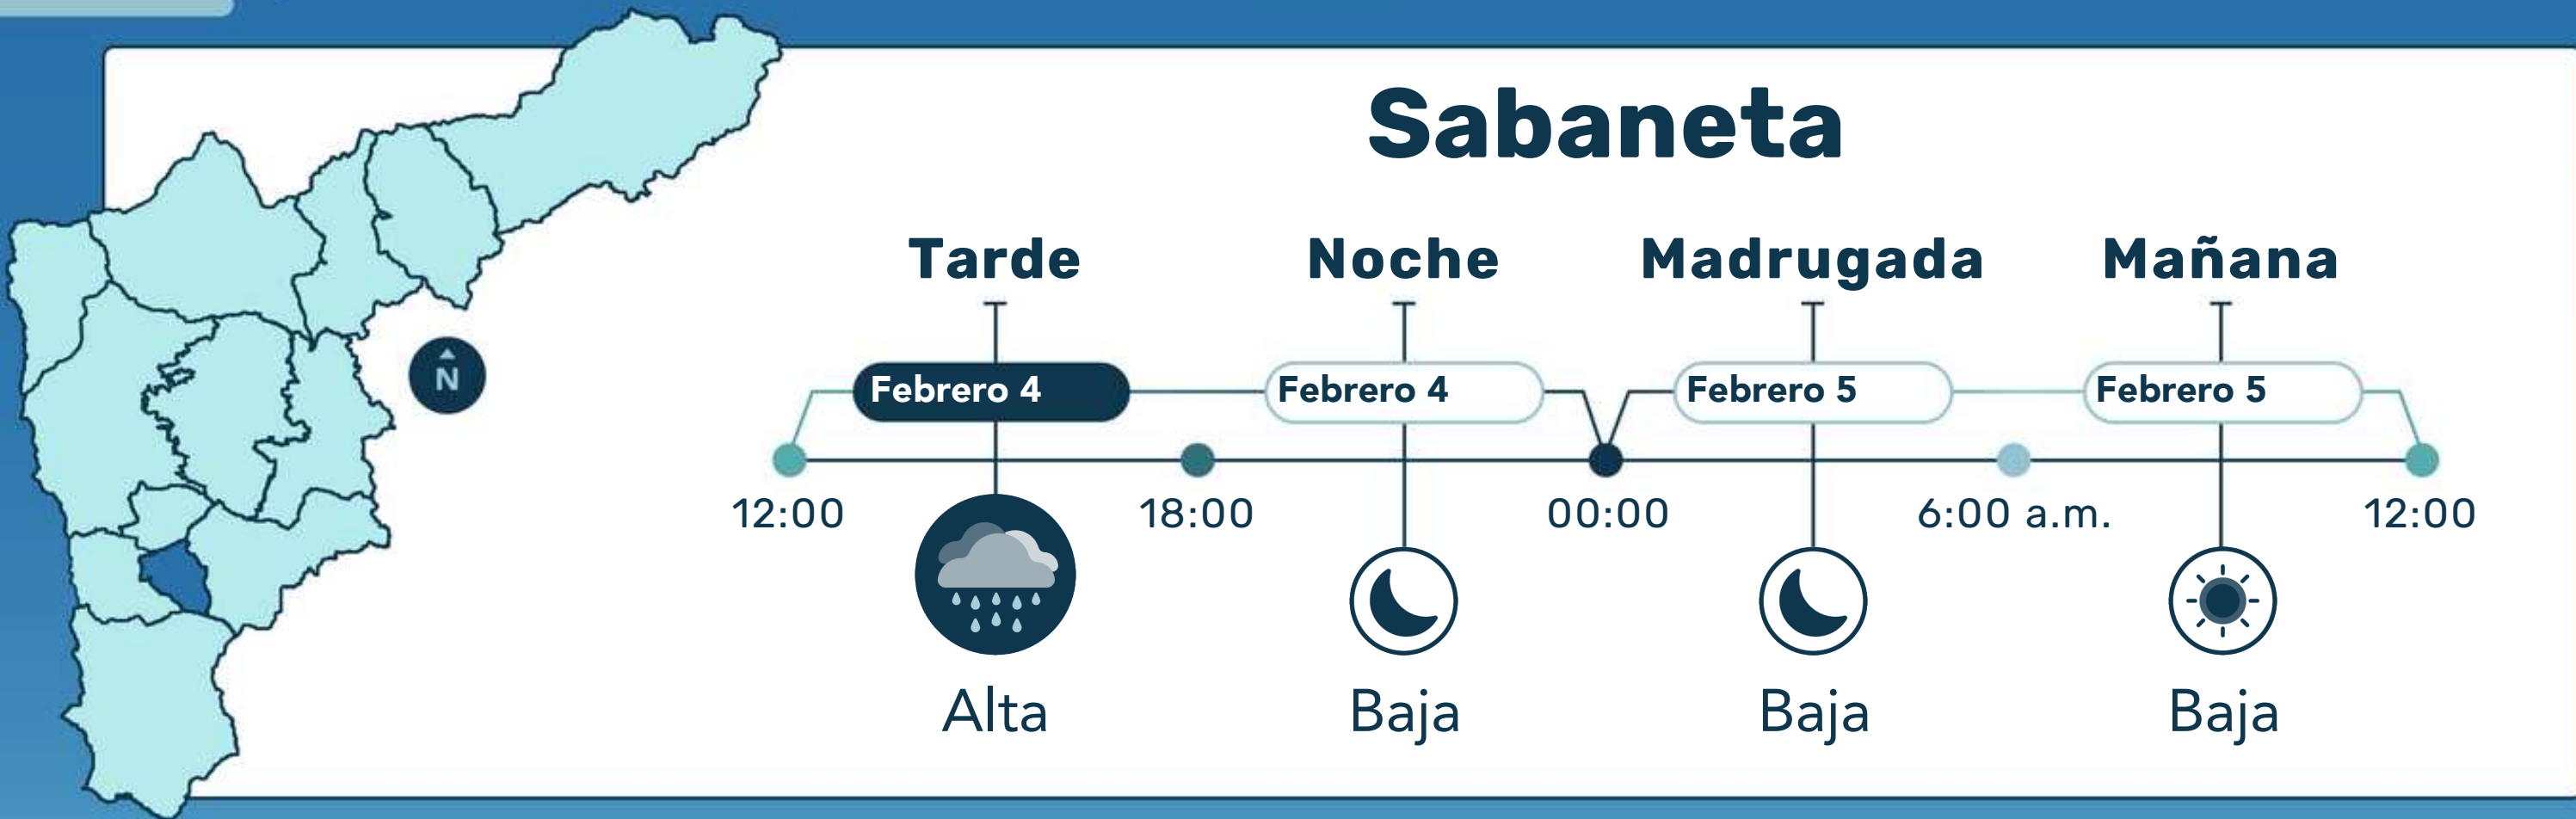 Sabaneta
Tarde Noche Madrugada Mañana
N
Febrero 4 Febrero 4 Febrero 5 Febrero 5
12:00 18:00 00:00 6:00 a.m. 12:00
Alta Baja Baja Baja